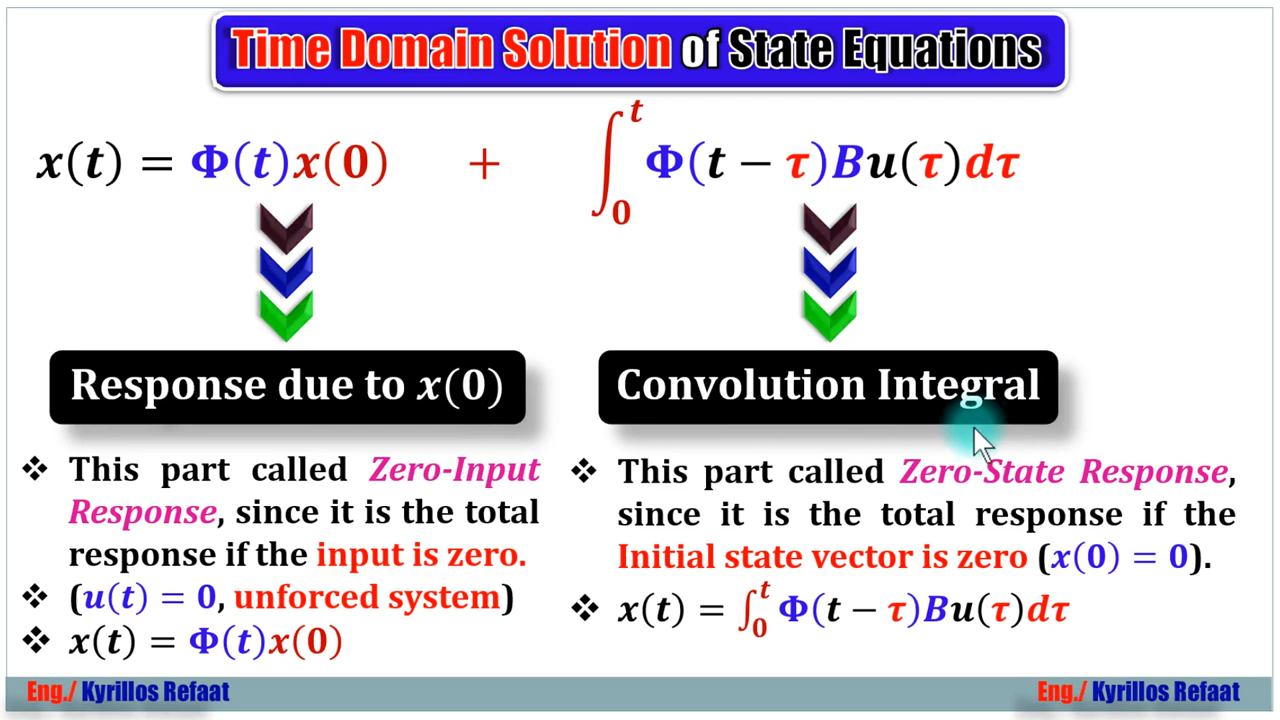 Time Domain Solution of State Equations
x(t) = Φ(t)x(0) + ∫₀ᵗ Φ(t − τ)Bu(τ)dτ
Response due to x(0)
❖ This part called Zero-Input
Response, since it is the total
response if the input is zero.
❖ (u(t) = 0, unforced system)
❖ x(t) = Φ(t)x(0)
Convolution Integral
❖ This part called Zero-State Response,
since it is the total response if the
Initial state vector is zero (x(0) = 0).
❖ x(t) = ∫₀ᵗ Φ(t − τ)Bu(τ)dτ
Eng./ Kyrillos Refaat
Eng./ Kyrillos Refaat